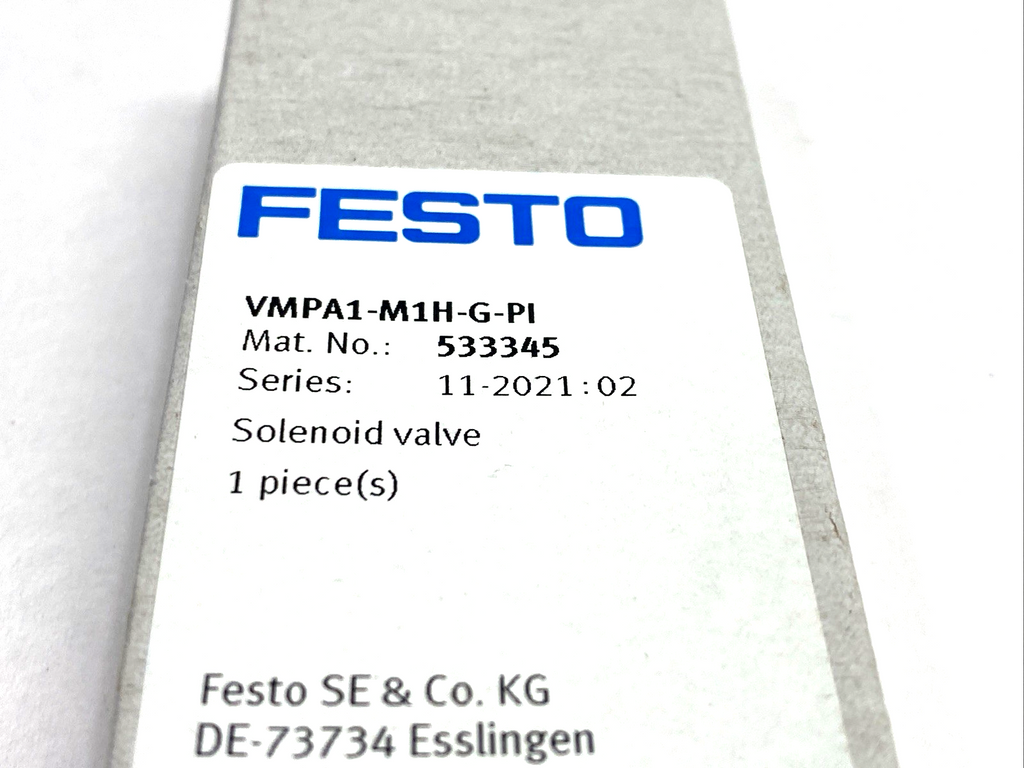 FESTO
VMPA1-M1H-G-PI
Mat. No.: 533345
Series: 11-2021:02
Solenoid valve
1 piece(s)
Festo SE & Co. KG
DE-73734 Esslingen